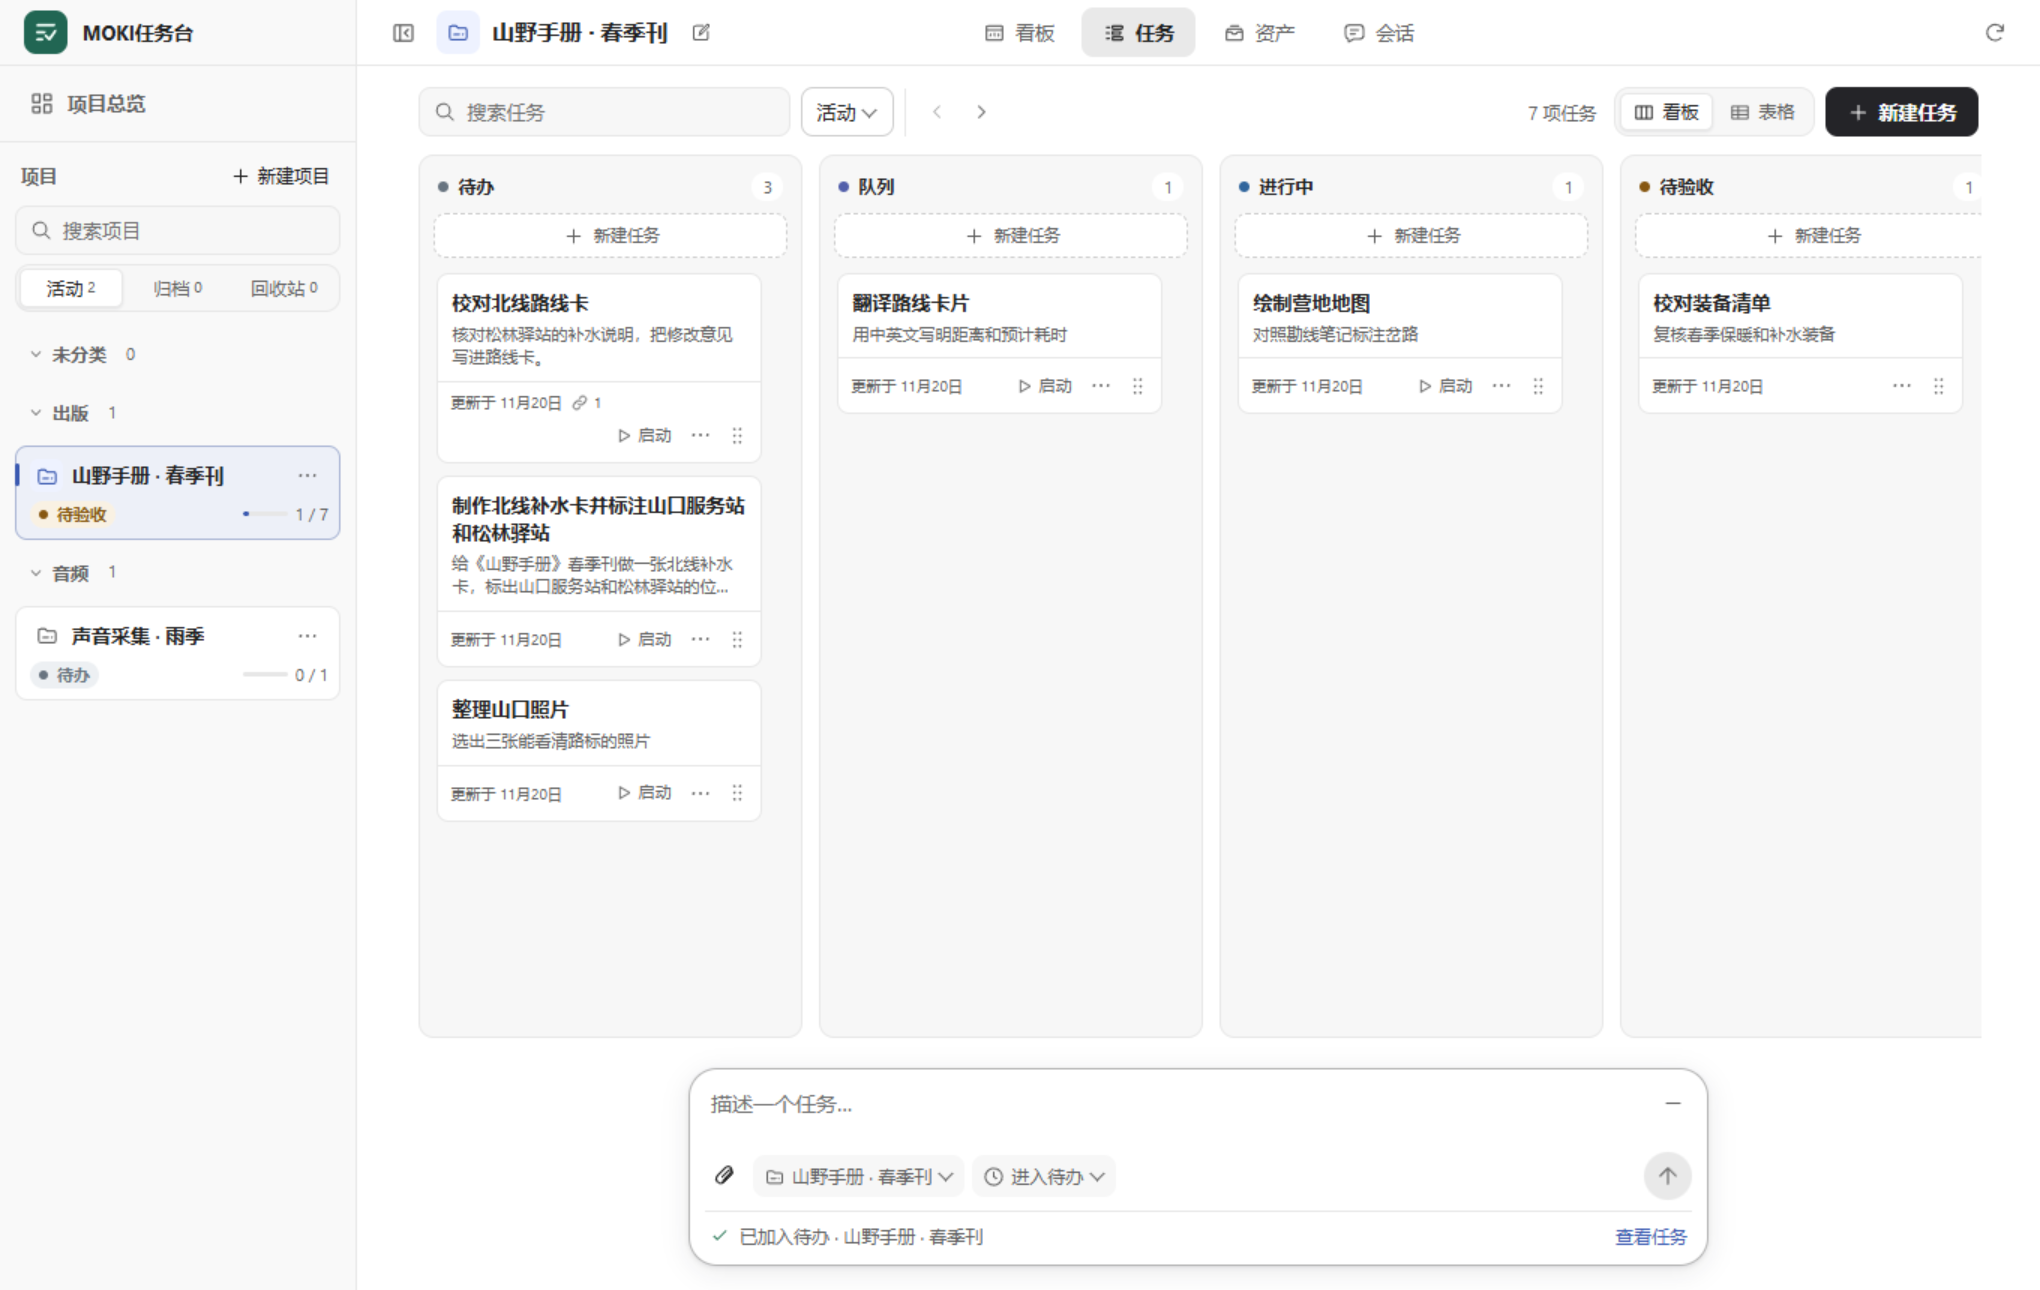 MOKI任务台
山野手册 · 春季刊
看板
任务
资产
会话
项目总览
项目
新建项目
搜索项目
活动 2
归档 0
回收站 0
未分类 0
出版 1
山野手册 · 春季刊
待验收
1 / 7
音频 1
声音采集 · 雨季
待办
0 / 1
搜索任务
活动
7 项任务
看板
表格
新建任务
待办
3
新建任务
校对北线路线卡
核对松林驿站的补水说明，把修改意见
写进路线卡。
更新于 11月20日
1
启动
制作北线补水卡并标注山口服务站
和松林驿站
给《山野手册》春季刊做一张北线补水
卡，标出山口服务站和松林驿站的位...
更新于 11月20日
启动
整理山口照片
选出三张能看清路标的照片
更新于 11月20日
启动
队列
1
新建任务
翻译路线卡片
用中英文写明距离和预计耗时
更新于 11月20日
启动
进行中
1
新建任务
绘制营地地图
对照勘线笔记标注岔路
更新于 11月20日
启动
待验收
1
新建任务
校对装备清单
复核春季保暖和补水装备
更新于 11月20日
描述一个任务...
山野手册 · 春季刊
进入待办
已加入待办 · 山野手册 · 春季刊
查看任务